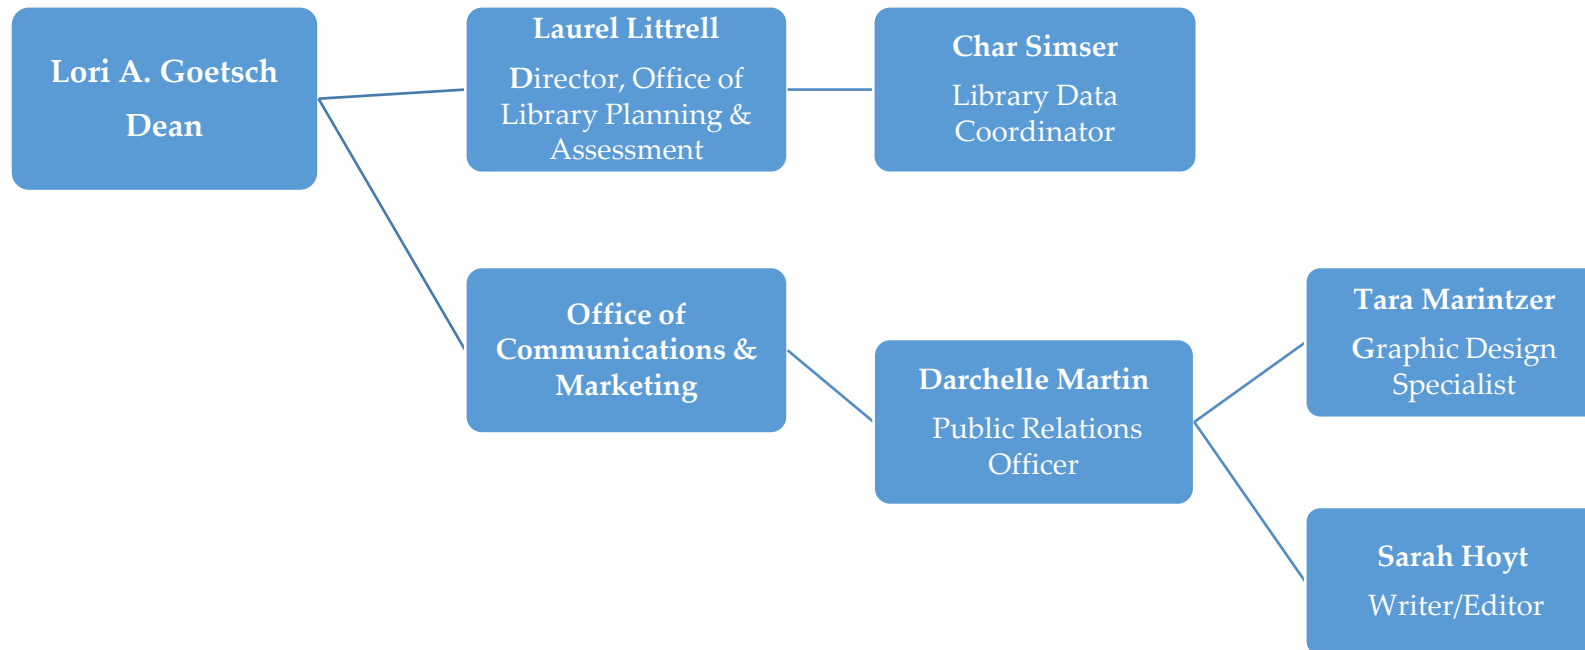 Lori A. Goetsch
Dean
Laurel Littrell
Director, Office of
Library Planning &
Assessment
Char Simser
Library Data
Coordinator
Office of
Communications &
Marketing
Darchelle Martin
Public Relations
Officer
Tara Marintzer
Graphic Design
Specialist
Sarah Hoyt
Writer/Editor